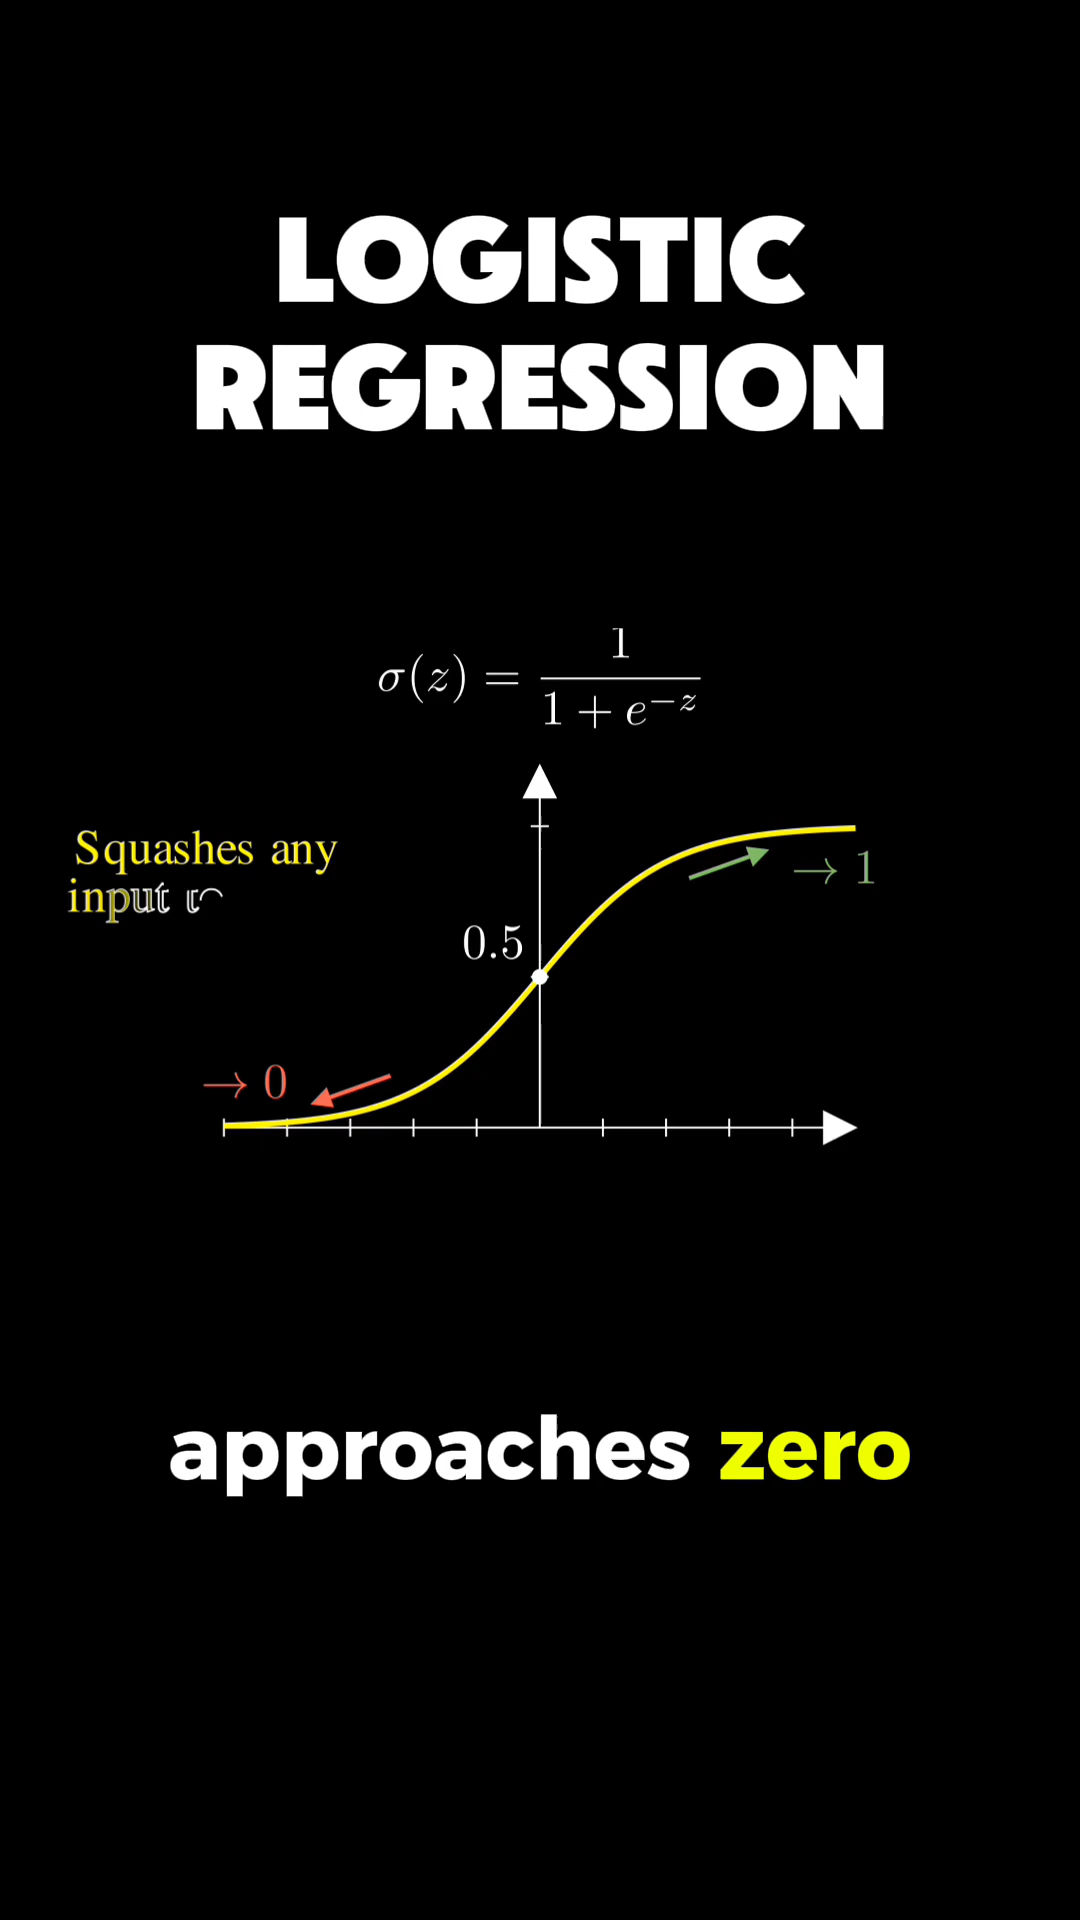 LOGISTIC
REGRESSION
σ(z) = 1 / (1 + e^{-z})
Squashes any
input
→ 1
0.5
→ 0
approaches zero